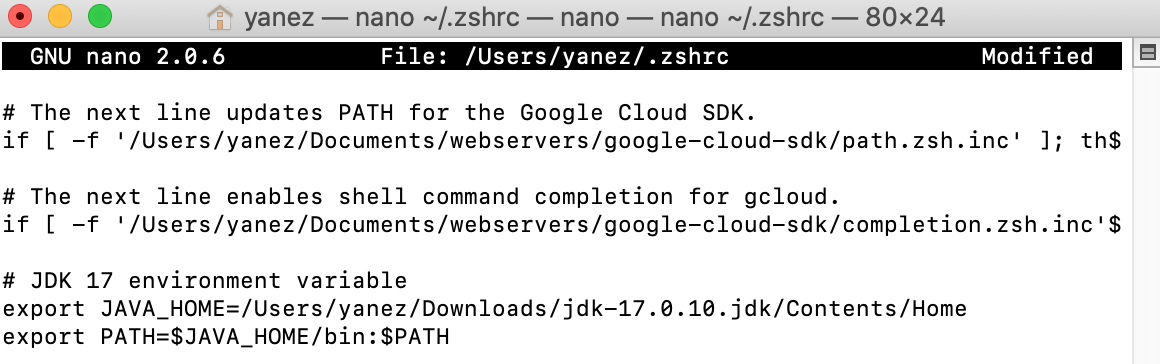 yanez — nano ~/.zshrc — nano — nano ~/.zshrc — 80×24
GNU nano 2.0.6 File: /Users/yanez/.zshrc Modified
# The next line updates PATH for the Google Cloud SDK.
if [ -f '/Users/yanez/Documents/webservers/google-cloud-sdk/path.zsh.inc' ]; th$
# The next line enables shell command completion for gcloud.
if [ -f '/Users/yanez/Documents/webservers/google-cloud-sdk/completion.zsh.inc'$
# JDK 17 environment variable
export JAVA_HOME=/Users/yanez/Downloads/jdk-17.0.10.jdk/Contents/Home
export PATH=$JAVA_HOME/bin:$PATH